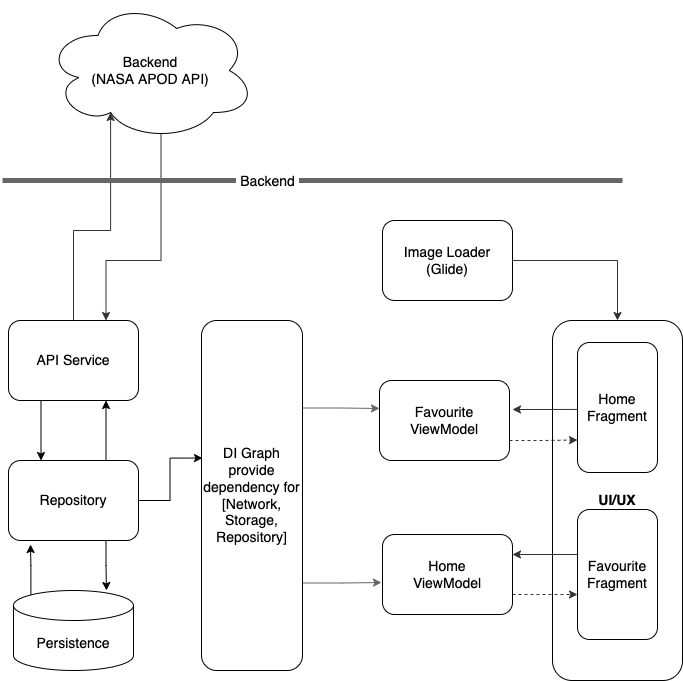 Backend
(NASA APOD API)
Backend
Image Loader
(Glide)
API Service
Home
Fragment
Favourite
ViewModel
DI Graph
provide
dependency for
[Network,
Storage,
Repository]
Repository
UI/UX
Home
ViewModel
Favourite
Fragment
Persistence